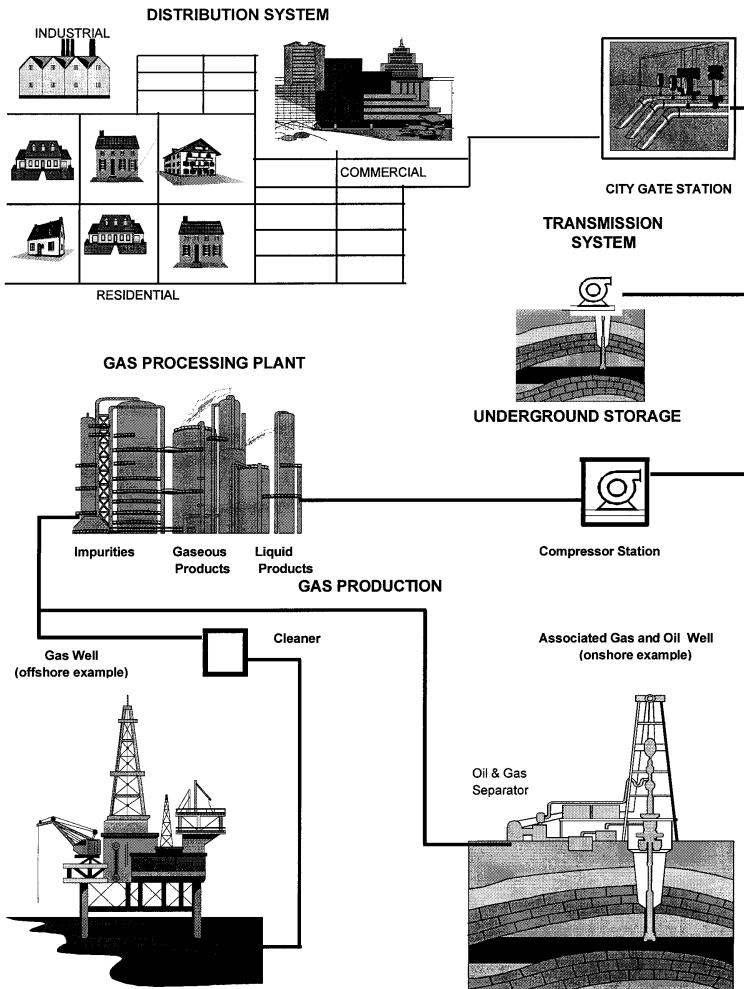 DISTRIBUTION SYSTEM
INDUSTRIAL
COMMERCIAL
CITY GATE STATION
RESIDENTIAL
TRANSMISSION
SYSTEM
UNDERGROUND STORAGE
GAS PROCESSING PLANT
Impurities
Gaseous
Products
Liquid
Products
Compressor Station
GAS PRODUCTION
Cleaner
Gas Well
(offshore example)
Associated Gas and Oil Well
(onshore example)
Oil & Gas
Separator